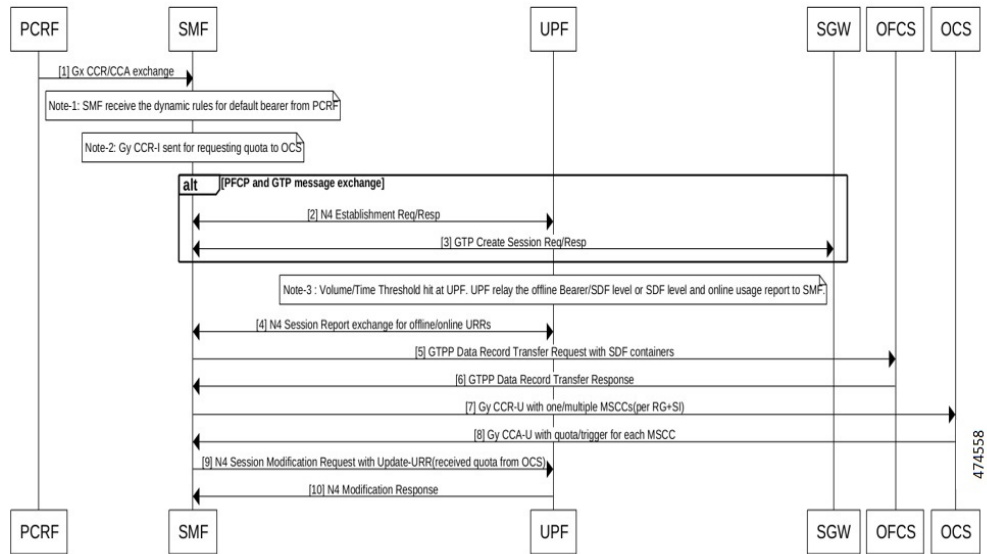 PCRF SMF UPF SGW OFCS OCS
[1] Gx CCR/CCA exchange
Note-1: SMF receive the dynamic rules for default bearer from PCRF
Note-2: Gy CCR-I sent for requesting quota to OCS
alt [PFCP and GTP message exchange]
[2] N4 Establishment Req/Resp
[3] GTP Create Session Req/Resp
Note-3 : Volume/Time Threshold hit at UPF. UPF relay the offline Bearer/SDF level or SDF level and online usage report to SMF.
[4] N4 Session Report exchange for offline/online URRs
[5] GTPP Data Record Transfer Request with SDF containers
[6] GTPP Data Record Transfer Response
[7] Gy CCR-U with one/multiple MSCCs(per RG+SI)
[8] Gy CCA-U with quota/trigger for each MSCC
[9] N4 Session Modification Request with Update-URR(received quota from OCS)
[10] N4 Modification Response
PCRF SMF UPF SGW OFCS OCS
474558